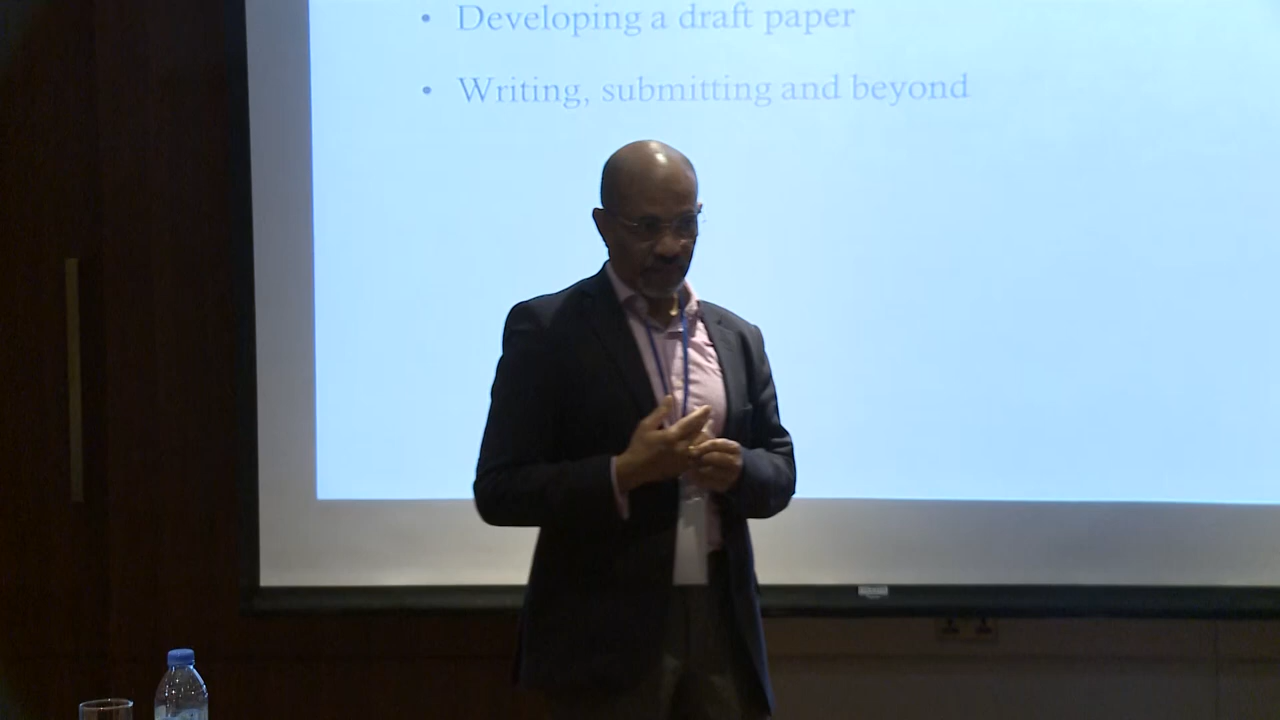 • Developing a draft paper
• Writing, submitting and beyond